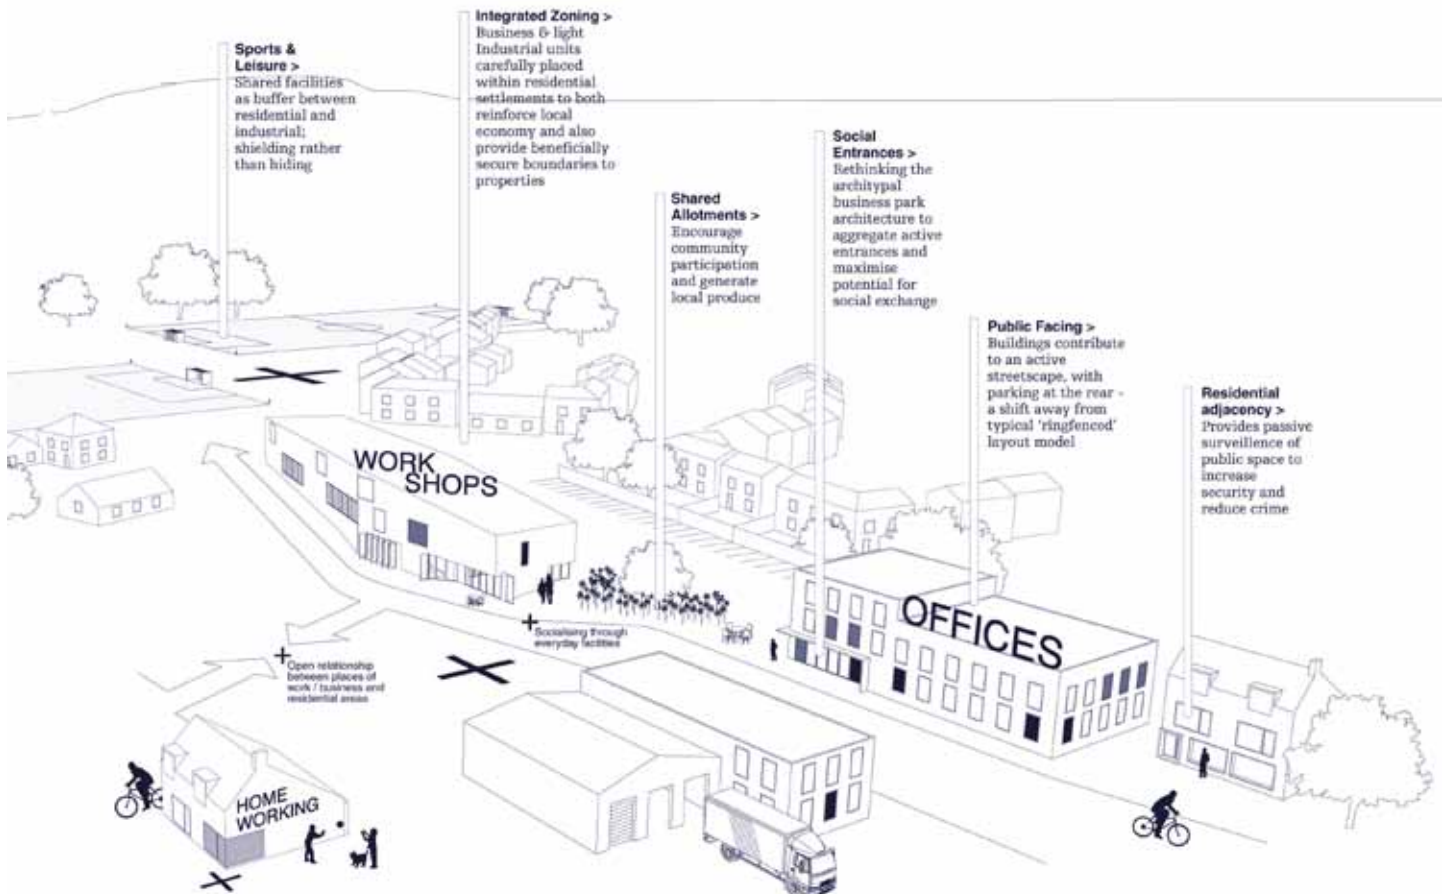 Sports &
Leisure >
Shared facilities
as buffer between
residential and
industrial;
shielding rather
than hiding
Integrated Zoning >
Business & light
Industrial units
carefully placed
within residential
settlements to both
reinforce local
economy and also
provide beneficially
secure boundaries to
properties
Shared
Allotments >
Encourage
community
participation
and generate
local produce
Social
Entrances >
Rethinking the
architypal
business park
architecture to
aggregate active
entrances and
maximise
potential for
social exchange
Public Facing >
Buildings contribute
to an active
streetscape, with
parking at the rear -
a shift away from
typical 'ringfenced'
layout model
Residential
adjacency >
Provides passive
surveillence of
public space to
increase
security and
reduce crime
WORK
SHOPS
OFFICES
Socialising through
everyday facilities
Open relationship
between places of
work / business and
residential areas
HOME
WORKING